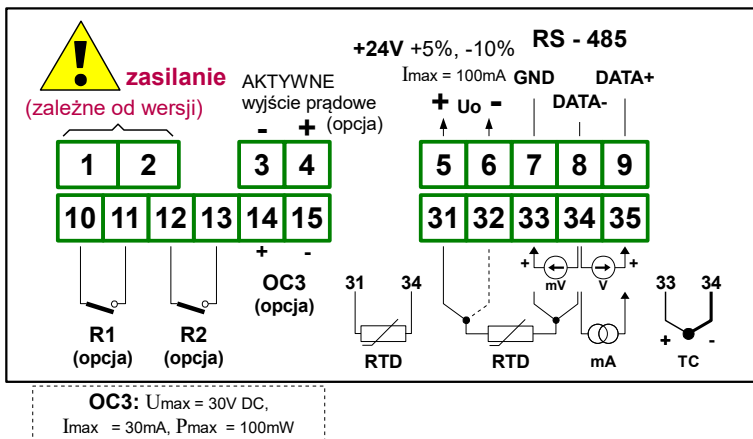 +24V +5%, -10% RS - 485
zasilanie
(zależne od wersji)
AKTYWNE
wyjście prądowe
(opcja)
Imax = 100mA GND DATA+
+ Uo - DATA-
- +
1 2 3 4 5 6 7 8 9
10 11 12 13 14 15 31 32 33 34 35
+ -
OC3
(opcja)
R1
(opcja)
R2
(opcja)
31 34
RTD
RTD
+ mV V +
mA
33 34
+ -
TC
OC3: Umax = 30V DC,
Imax = 30mA, Pmax = 100mW